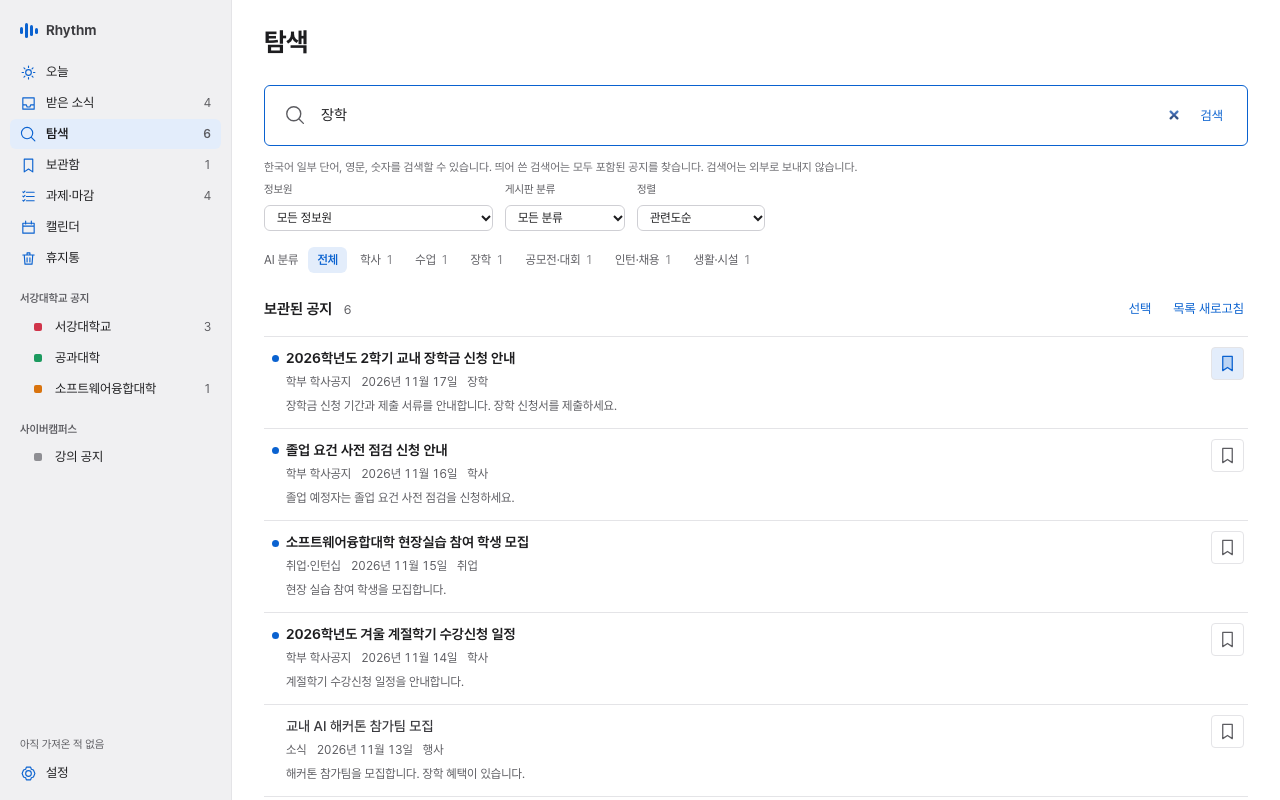 Rhythm
오늘
받은 소식 4
탐색 6
보관함 1
과제·마감 4
캘린더
휴지통
서강대학교 공지
서강대학교 3
공과대학
소프트웨어융합대학 1
사이버캠퍼스
강의 공지
아직 가져온 적 없음
설정
탐색
장학 × 검색
한국어 일부 단어, 영문, 숫자를 검색할 수 있습니다. 띄어 쓴 검색어는 모두 포함된 공지를 찾습니다. 검색어는 외부로 보내지 않습니다.
정보원 게시판 분류 정렬
모든 정보원 모든 분류 관련도순
AI 분류 전체 학사 1 수업 1 장학 1 공모전·대회 1 인턴·채용 1 생활·시설 1
보관된 공지 6 선택 목록 새로고침
2026학년도 2학기 교내 장학금 신청 안내
학부 학사공지 2026년 11월 17일 장학
장학금 신청 기간과 제출 서류를 안내합니다. 장학 신청서를 제출하세요.
졸업 요건 사전 점검 신청 안내
학부 학사공지 2026년 11월 16일 학사
졸업 예정자는 졸업 요건 사전 점검을 신청하세요.
소프트웨어융합대학 현장실습 참여 학생 모집
취업·인턴십 2026년 11월 15일 취업
현장 실습 참여 학생을 모집합니다.
2026학년도 겨울 계절학기 수강신청 일정
학부 학사공지 2026년 11월 14일 학사
계절학기 수강신청 일정을 안내합니다.
교내 AI 해커톤 참가팀 모집
소식 2026년 11월 13일 행사
해커톤 참가팀을 모집합니다. 장학 혜택이 있습니다.